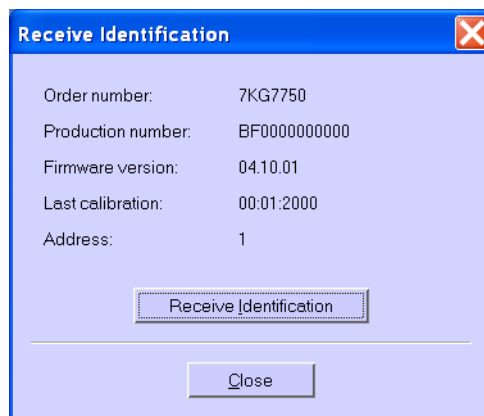 Receive Identification
Order number: 7KG7750
Production number: BF0000000000
Firmware version: 04.10.01
Last calibration: 00:01:2000
Address: 1
Receive Identification
Close